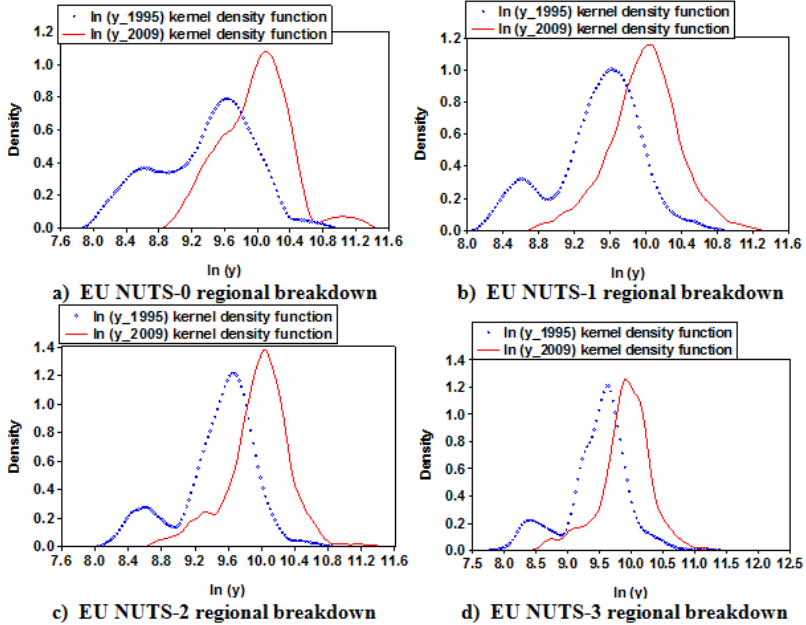 ln (y_1995) kernel density function
ln (y_2009) kernel density function
1.2
1.0
0.8
0.6
0.4
0.2
0.0
Density
7.6 8.0 8.4 8.8 9.2 9.6 10.0 10.4 10.8 11.2 11.6
ln (y)
a) EU NUTS-0 regional breakdown
ln (y_1995) kernel density function
ln (y_2009) kernel density function
1.2
1.0
0.8
0.6
0.4
0.2
0.0
Density
8.0 8.4 8.8 9.2 9.6 10.0 10.4 10.8 11.2 11.6
ln (y)
b) EU NUTS-1 regional breakdown
ln (y_1995) kernel density function
ln (y_2009) kernel density function
1.4
1.2
1.0
0.8
0.6
0.4
0.2
0.0
Density
7.6 8.0 8.4 8.8 9.2 9.6 10.0 10.4 10.8 11.2 11.6
ln (y)
c) EU NUTS-2 regional breakdown
ln (y_1995) kernel density function
ln (y_2009) kernel density function
1.4
1.2
1.0
0.8
0.6
0.4
0.2
0.0
Density
7.5 8.0 8.5 9.0 9.5 10.0 10.5 11.0 11.5 12.0 12.5
ln (y)
d) EU NUTS-3 regional breakdown